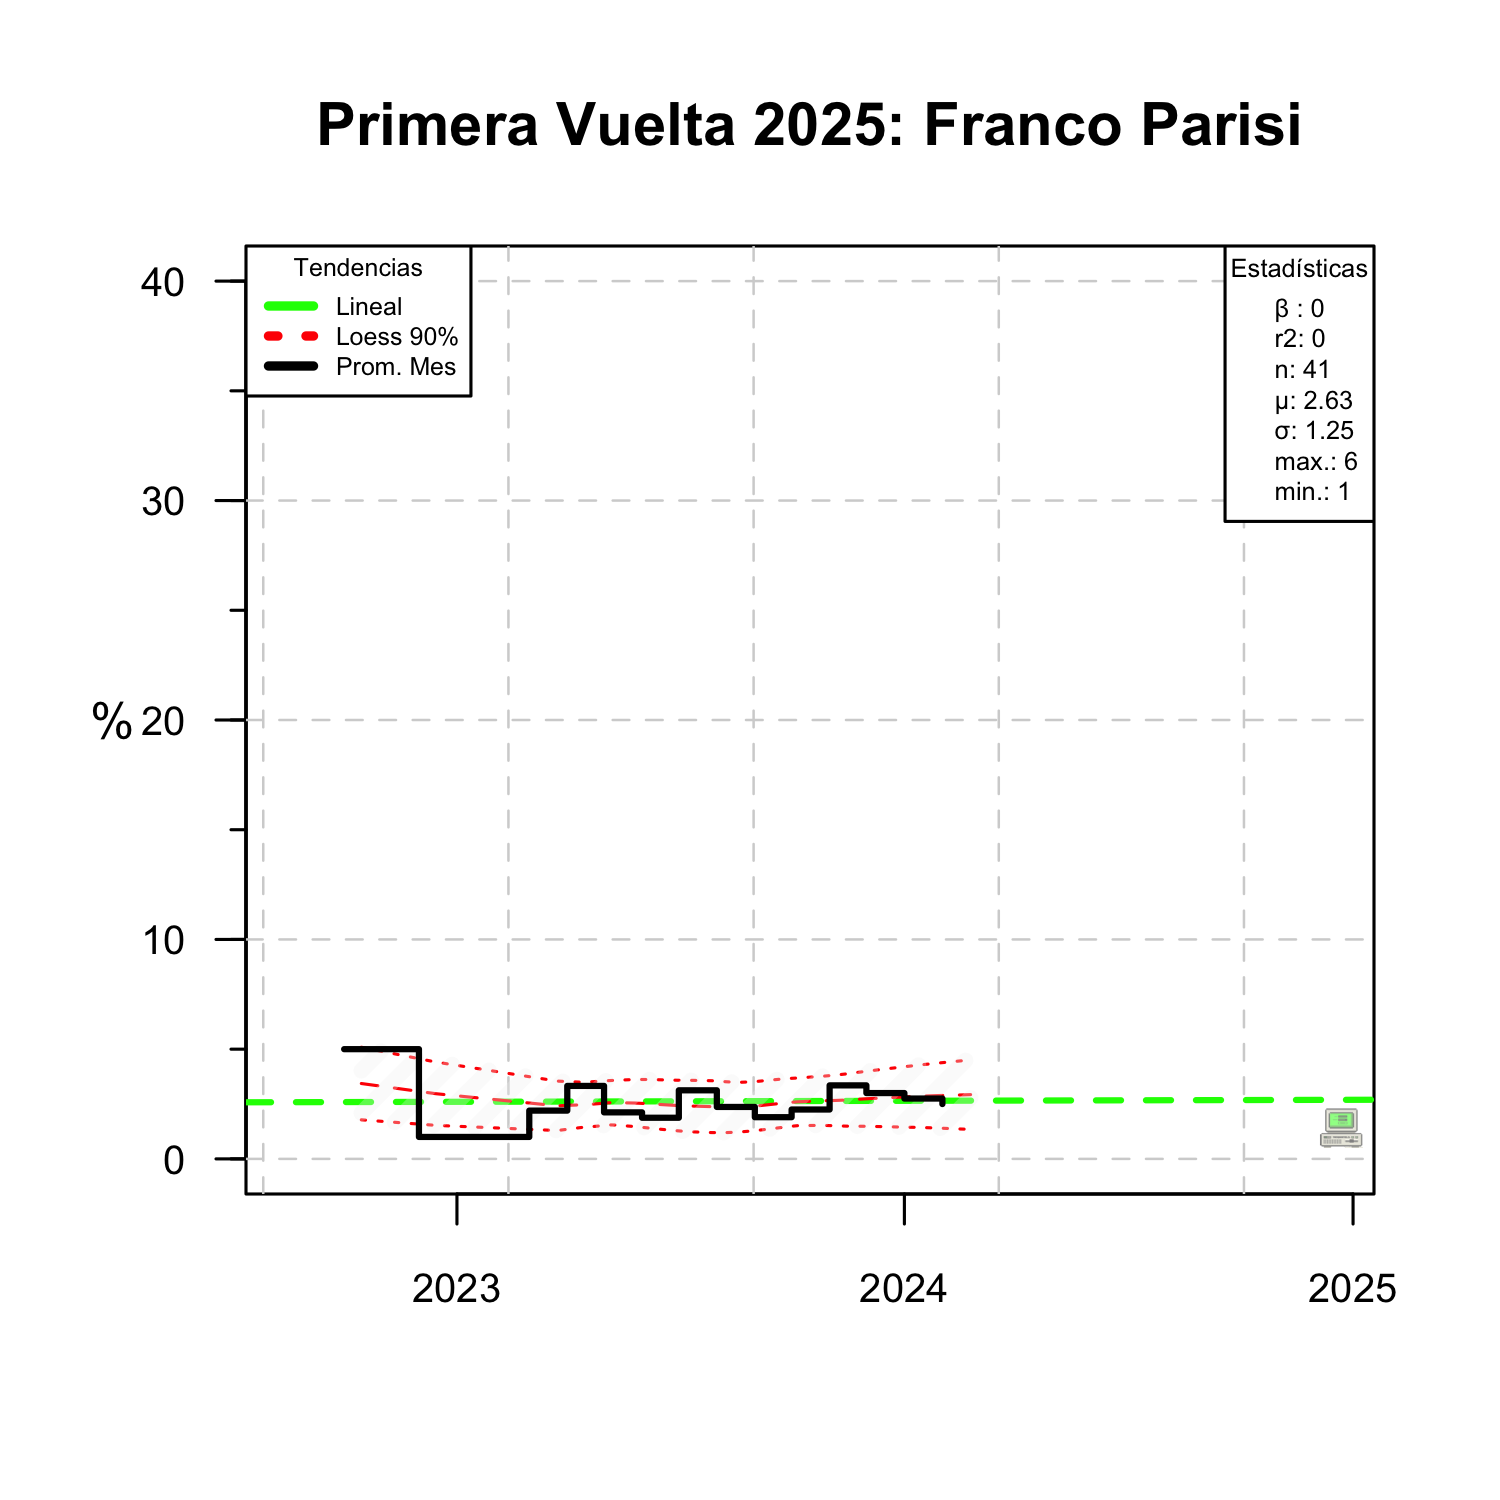 Primera Vuelta 2025: Franco Parisi
Tendencias
Lineal
Loess 90%
Prom. Mes
Estadísticas
β : 0
r2: 0
n: 41
μ: 2.63
σ: 1.25
max.: 6
min.: 1
40
30
% 20
10
0
2023 2024 2025